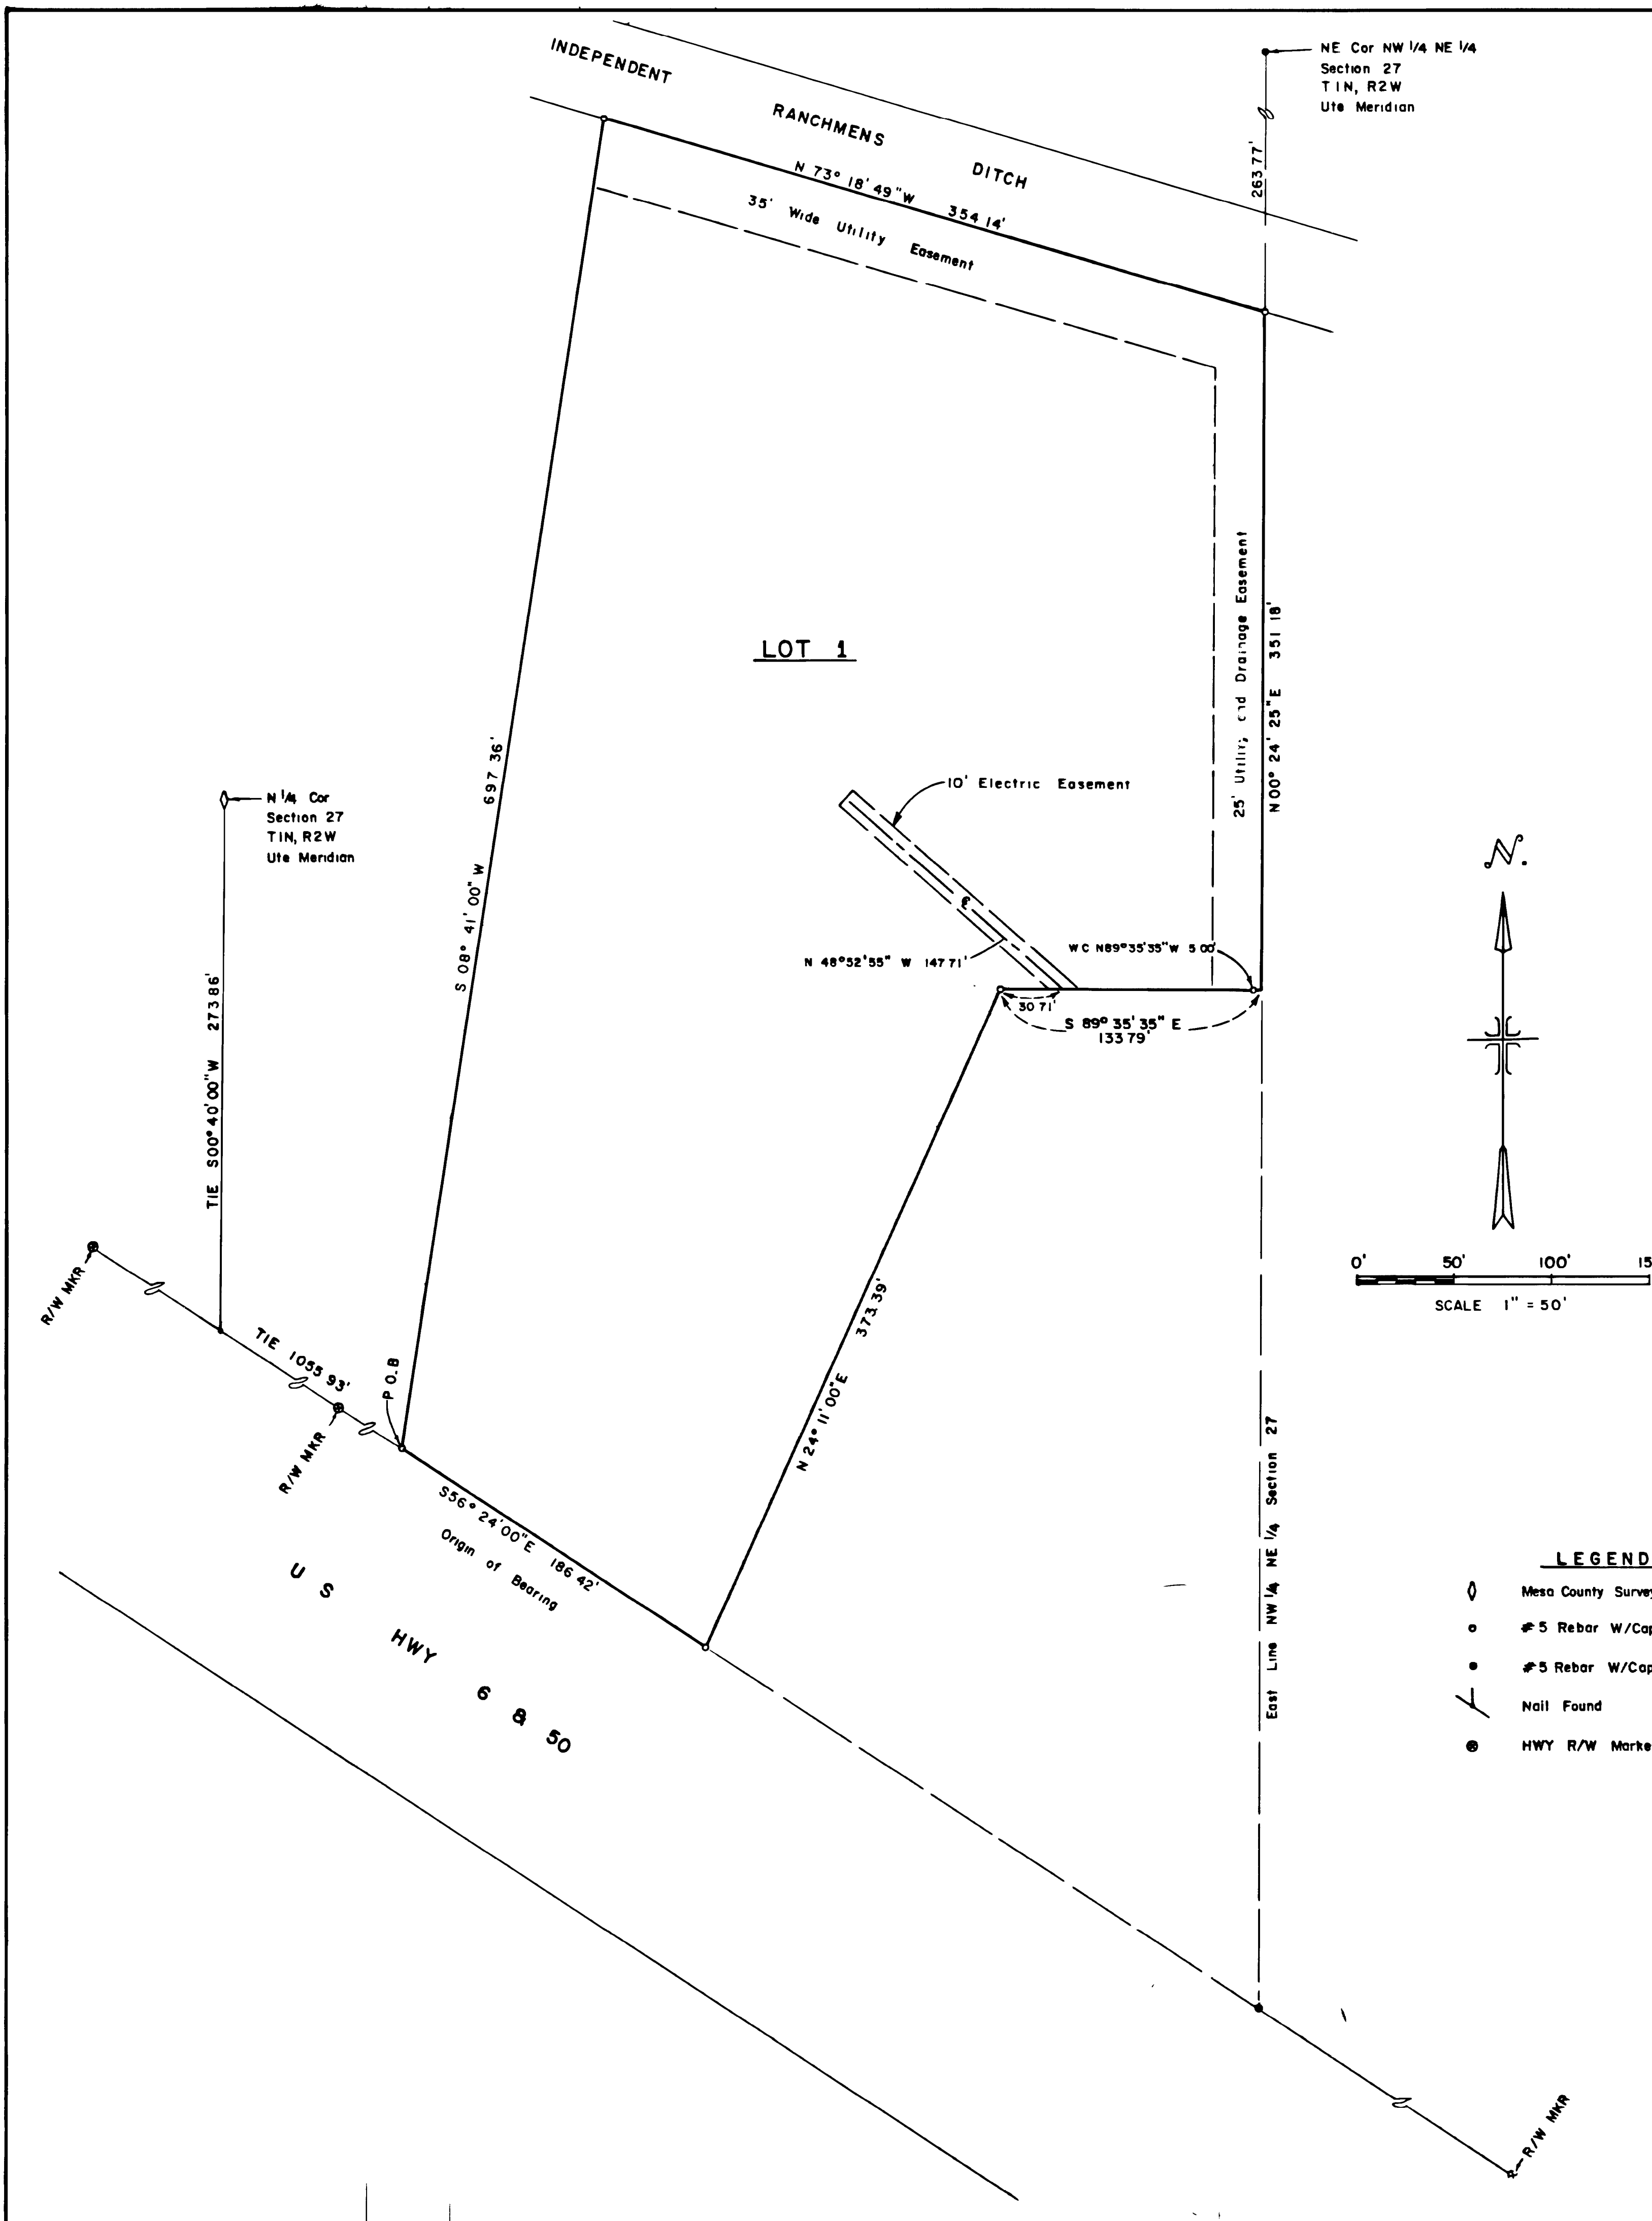 INDEPENDENT RANCHMENS DITCH
NE Cor NW 1/4 NE 1/4
Section 27
T1N, R2W
Ute Meridian
263 77'
N 73° 18' 49" W 354 14'
35' Wide Utility Easement
LOT 1
25' Utility and Drainage Easement
N 00° 24' 25" E 351 18'
697 36'
S 08° 41' 00" W
N 1/4 Cor
Section 27
T1N, R2W
Ute Meridian
10' Electric Easement
N 48°52'55" W 147 71'
WC N89°35'35"W 5 00'
30 71'
S 89° 35' 35" E
133 79'
TIE S00°40'00"W 273 86'
N.
0' 50' 100' 15
SCALE 1" = 50'
R/W MKR
TIE 1055 93'
R/W MKR
P O.B
N 24° 11' 00" E 373.39'
S56° 24' 00" E 186 42'
Origin of Bearing
East Line NW 1/4 NE 1/4 Section 27
U S HWY 6 & 50
LEGEND
Mesa County Survey
#5 Rebar W/Cap
#5 Rebar W/Cap
Nail Found
HWY R/W Marke
R/W MKR